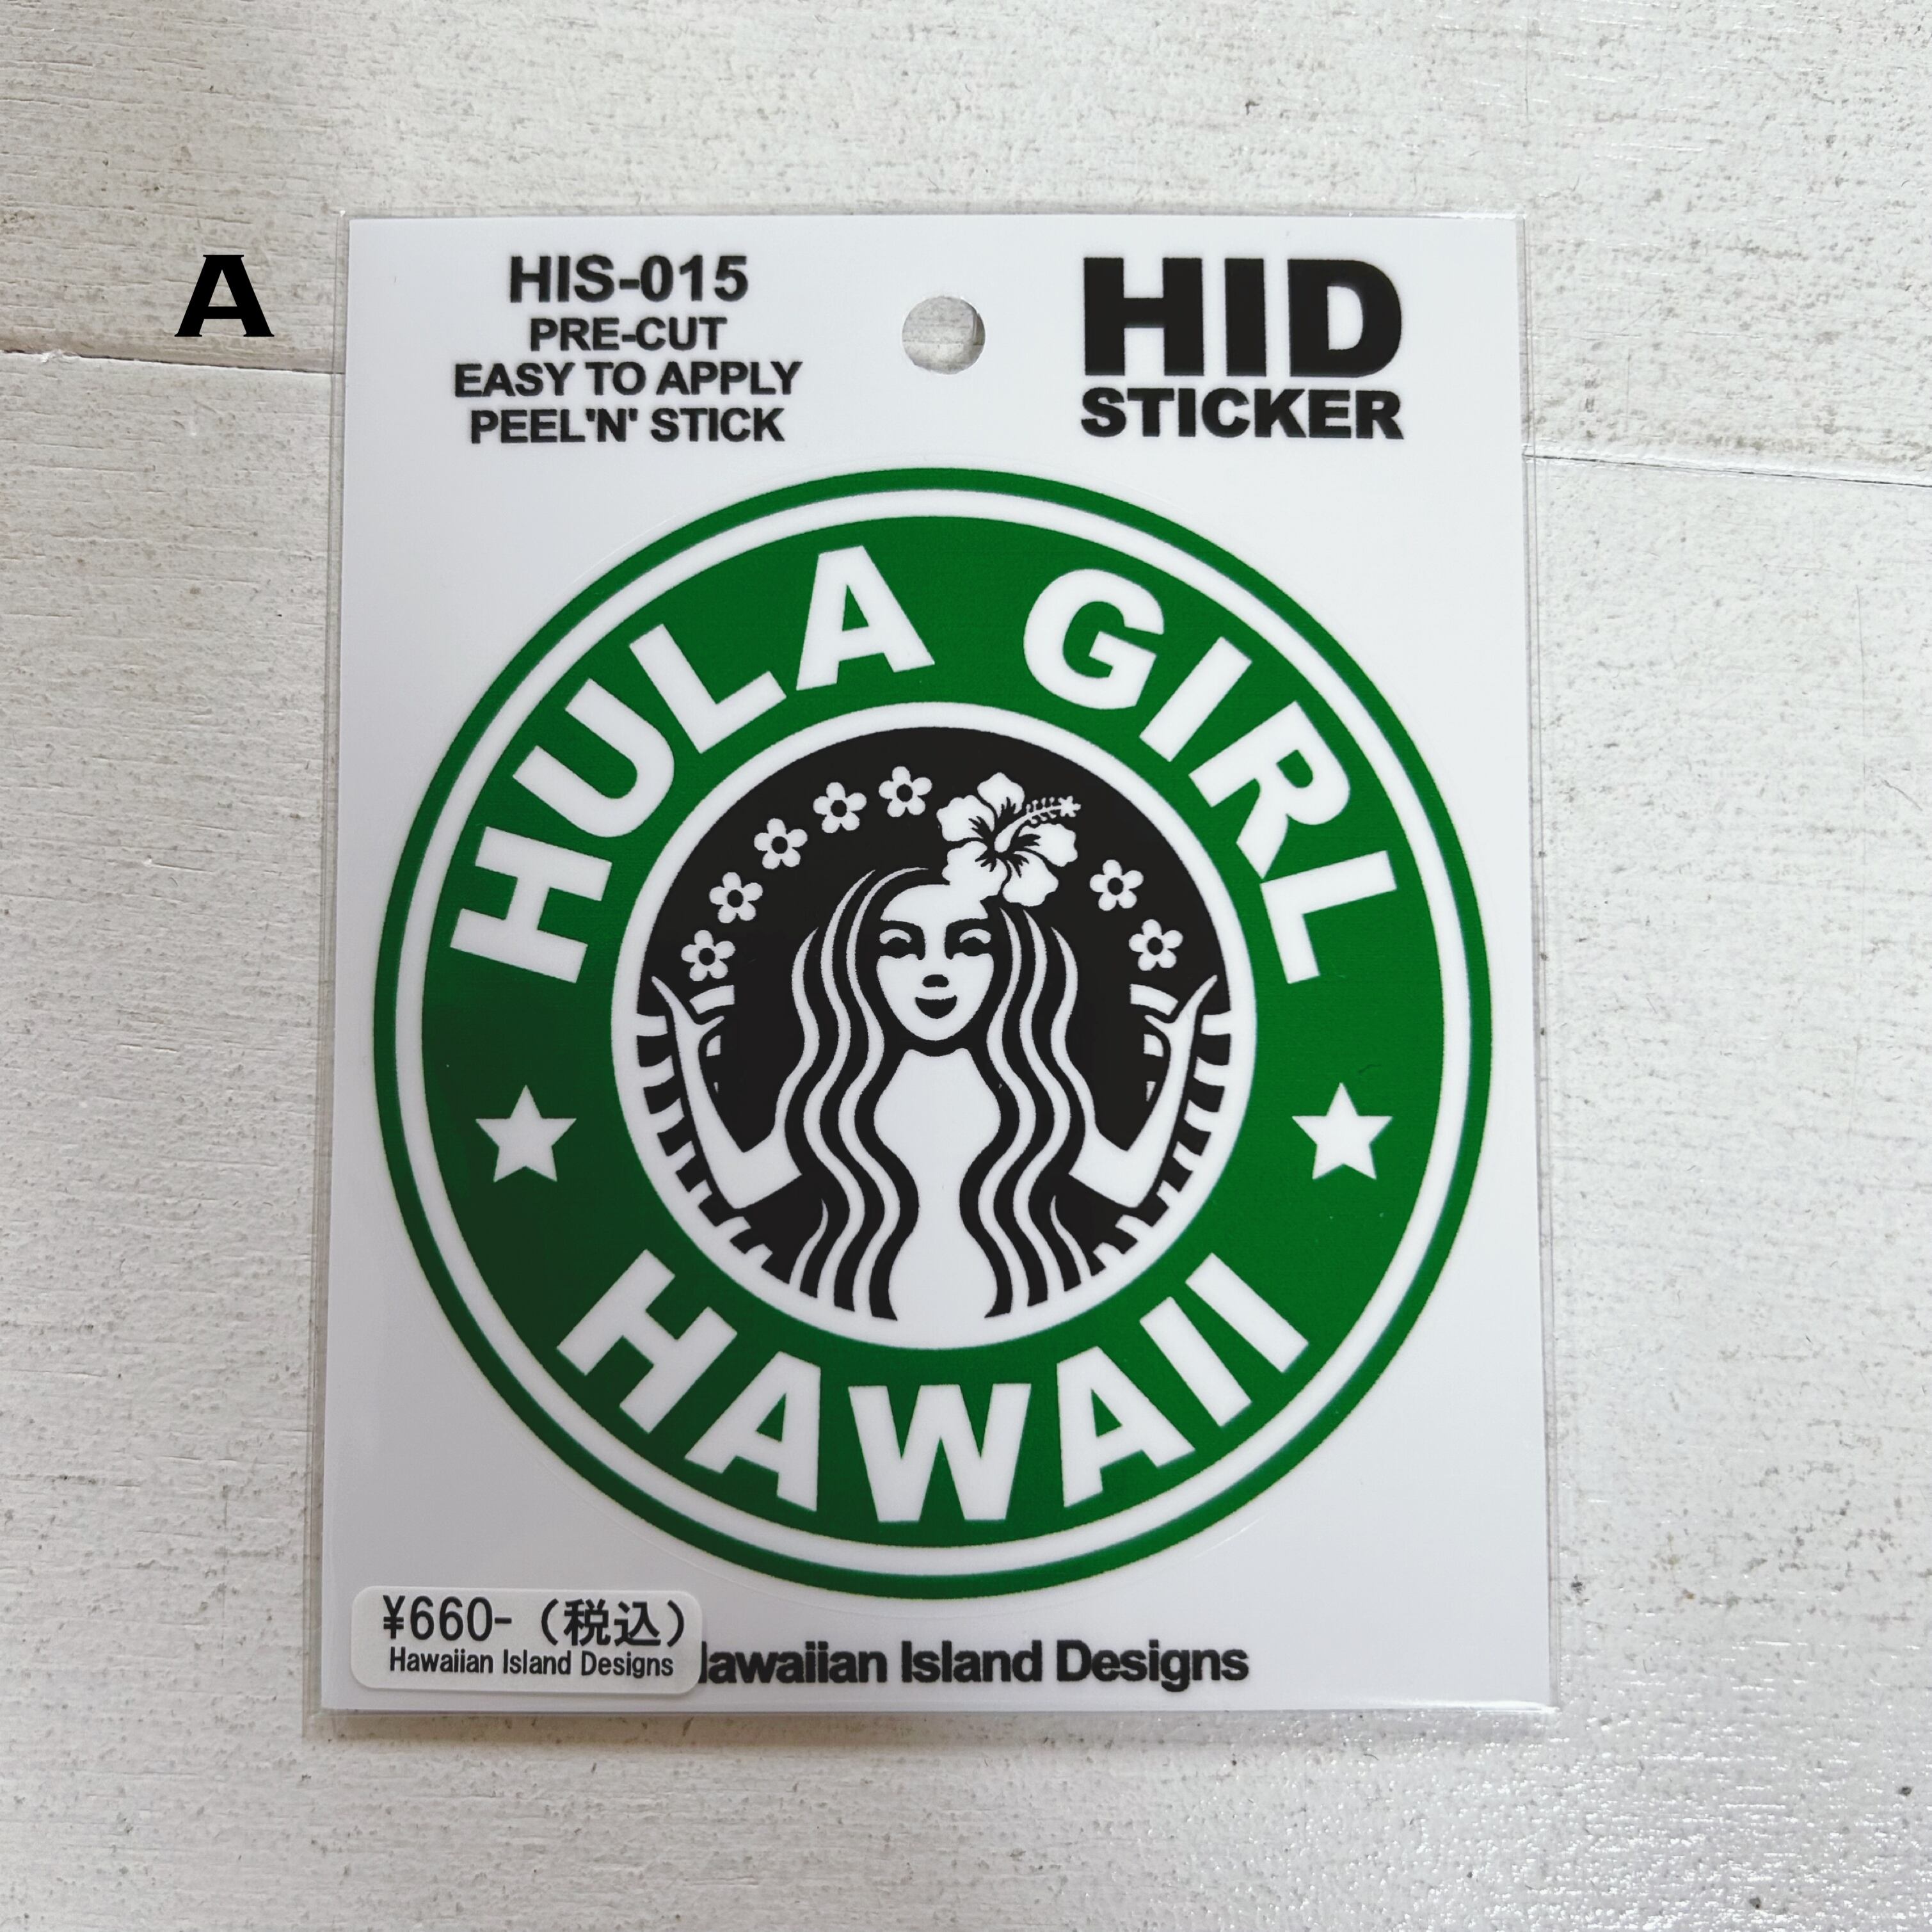 A
HIS-015
PRE-CUT
EASY TO APPLY
PEEL'N' STICK
HID
STICKER
HULA GIRL
HAWAII
¥660-（税込）
Hawaiian Island Designs
awaiian Island Designs